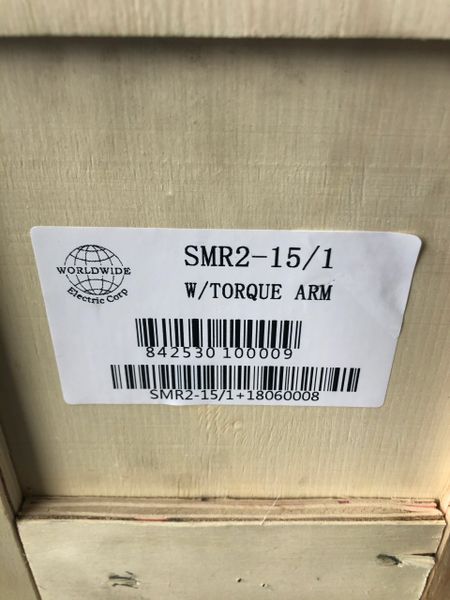 WORLDWIDE
Electric Corp
SMR2-15/1
W/TORQUE ARM
842530 100009
SMR2-15/1+18060008